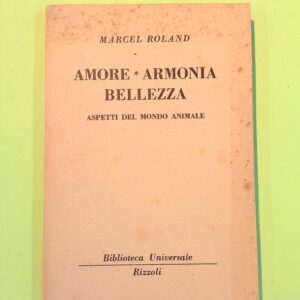 MARCEL ROLAND
AMORE • ARMONIA
BELLEZZA
ASPETTI DEL MONDO ANIMALE
Biblioteca Universale
Rizzoli